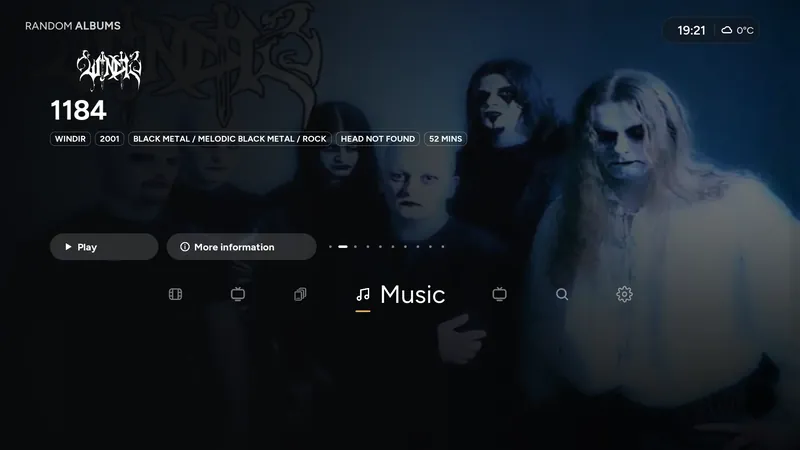 RANDOM ALBUMS
19:21 0°C
WINDIR
1184
WINDIR 2001 BLACK METAL / MELODIC BLACK METAL / ROCK HEAD NOT FOUND 52 MINS
Play More information
Music